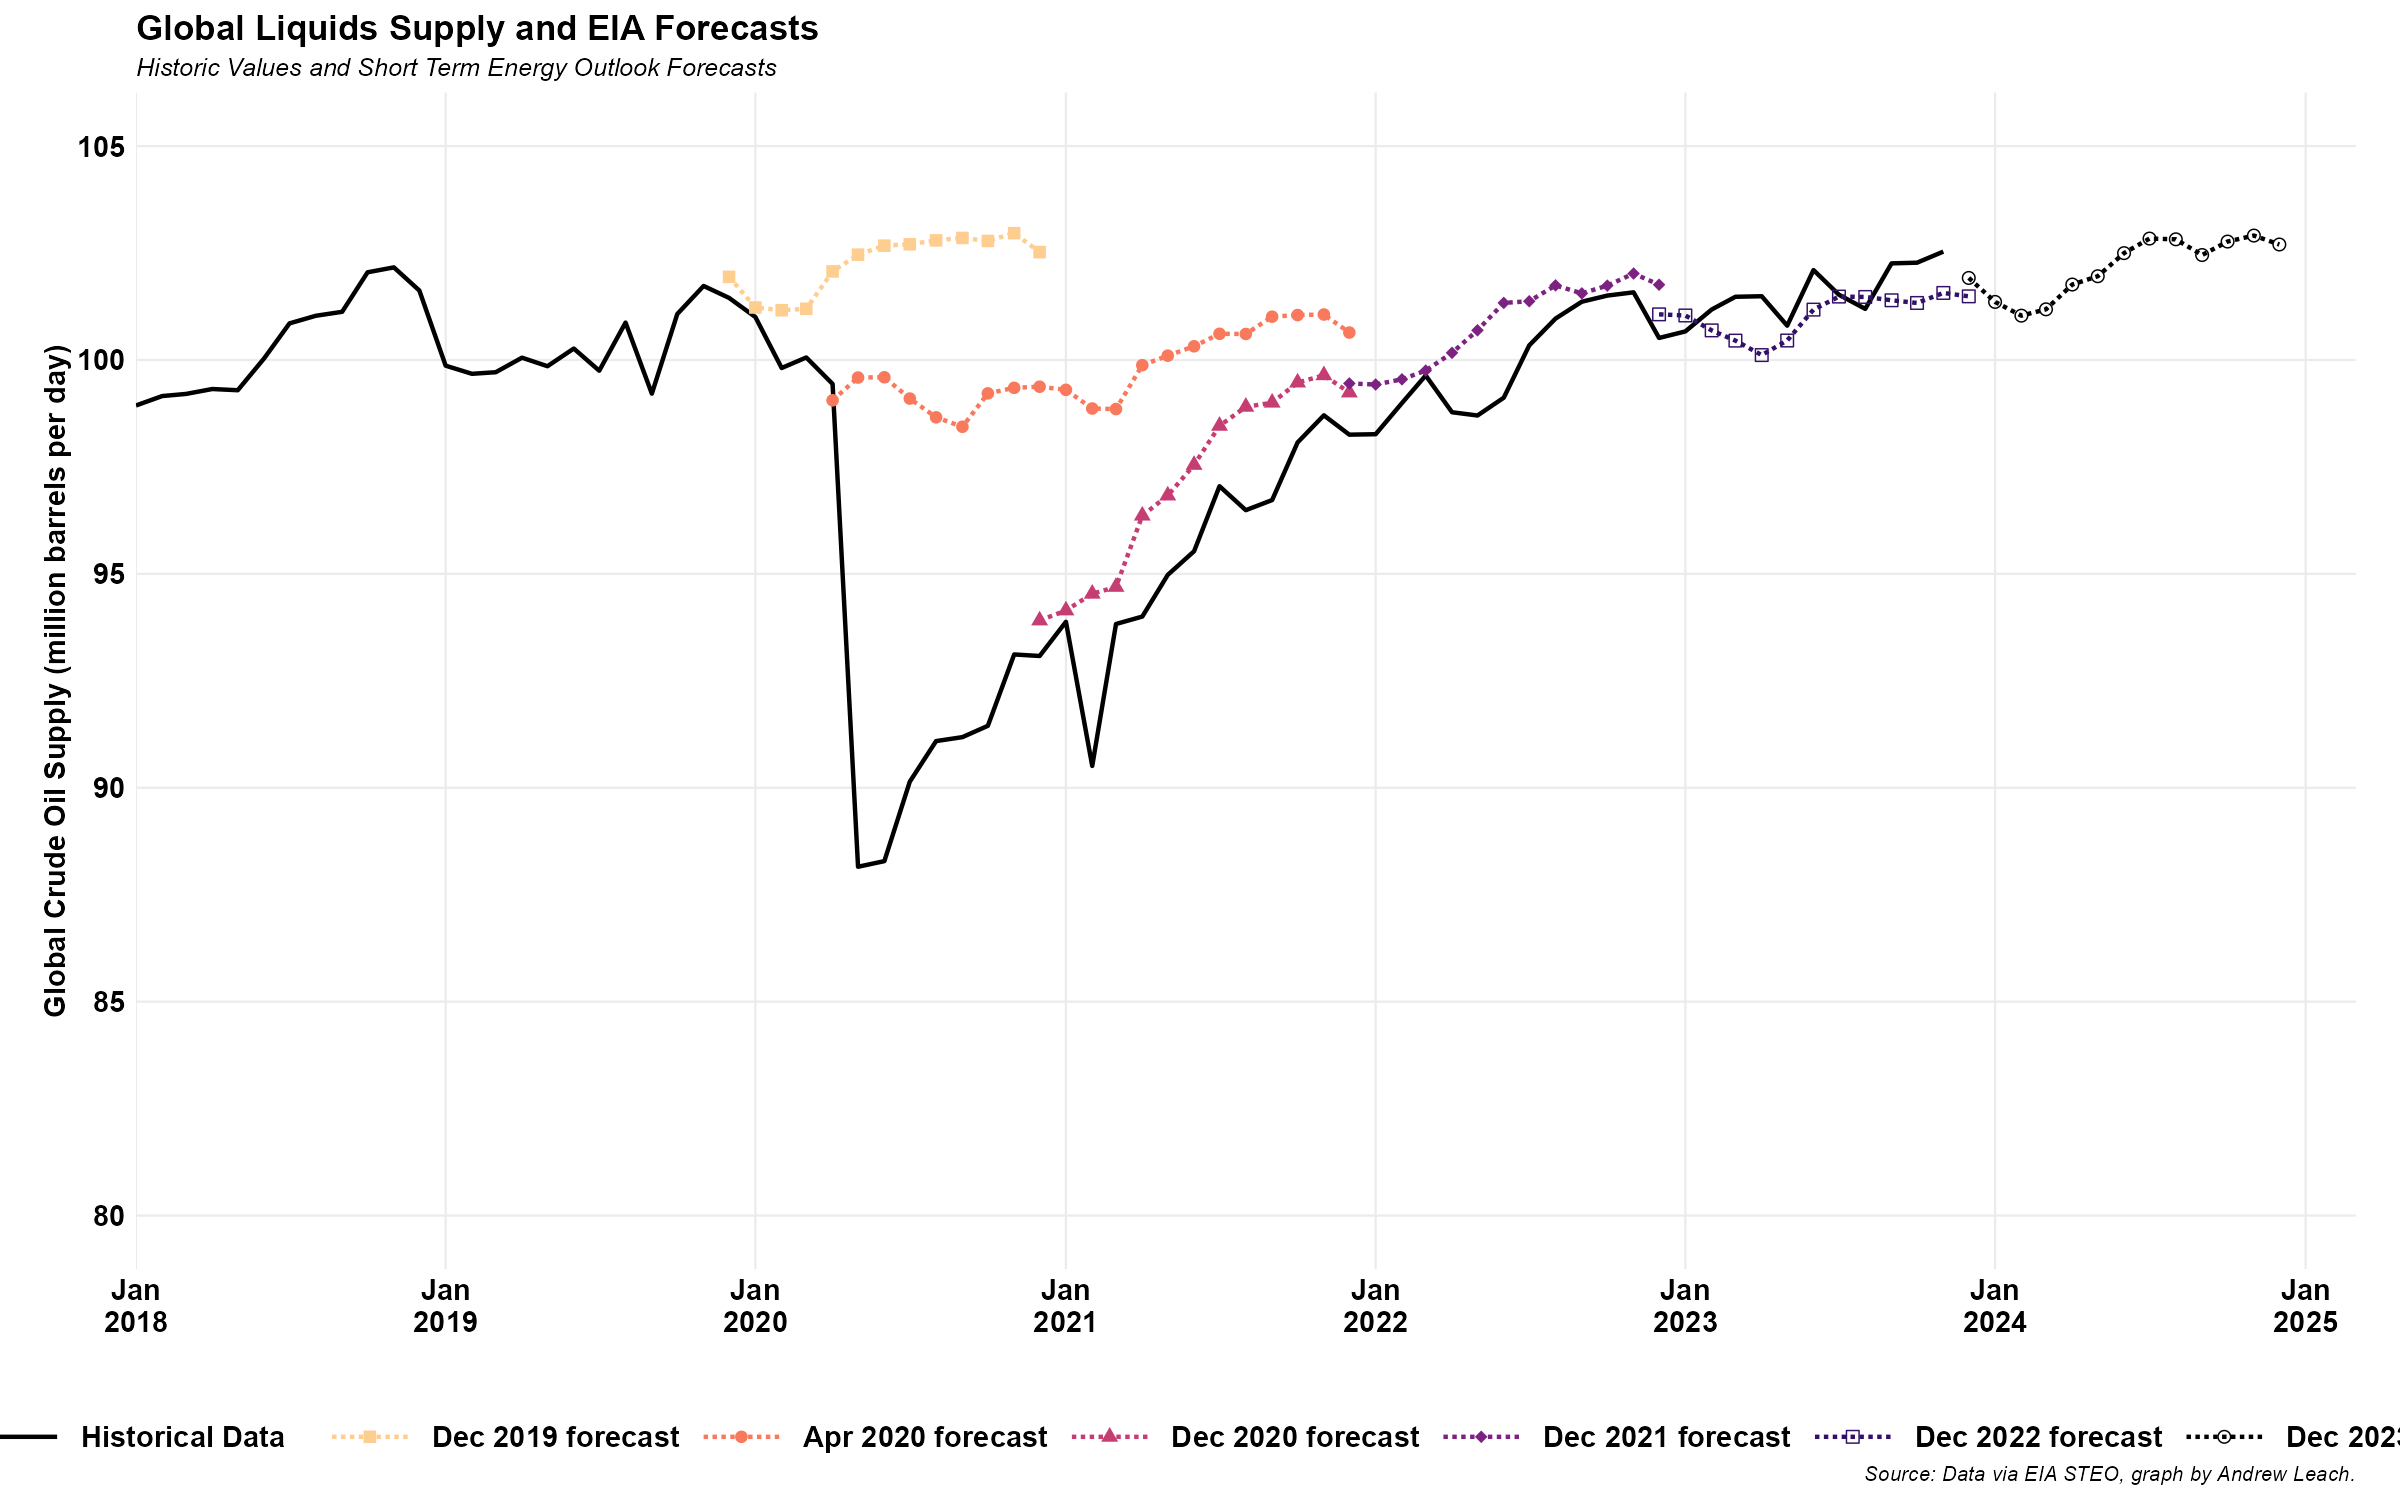 Global Liquids Supply and EIA Forecasts
Historic Values and Short Term Energy Outlook Forecasts
Global Crude Oil Supply (million barrels per day)
105
100
95
90
85
80
Jan 2018
Jan 2019
Jan 2020
Jan 2021
Jan 2022
Jan 2023
Jan 2024
Jan 2025
Historical Data
Dec 2019 forecast
Apr 2020 forecast
Dec 2020 forecast
Dec 2021 forecast
Dec 2022 forecast
Dec 2023
Source: Data via EIA STEO, graph by Andrew Leach.